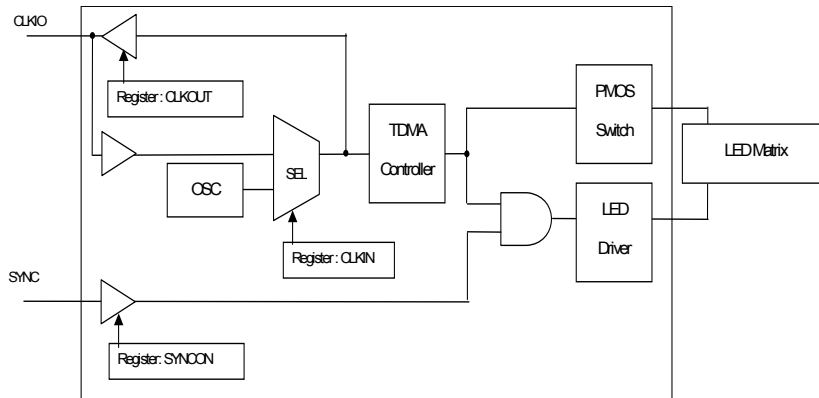 CLKIO
Register : CLKOUT
OSC
SEL
Register : CLKIN
TDMA
Controller
PMOS
Switch
LED Matrix
LED
Driver
SYNC
Register: SYNCON